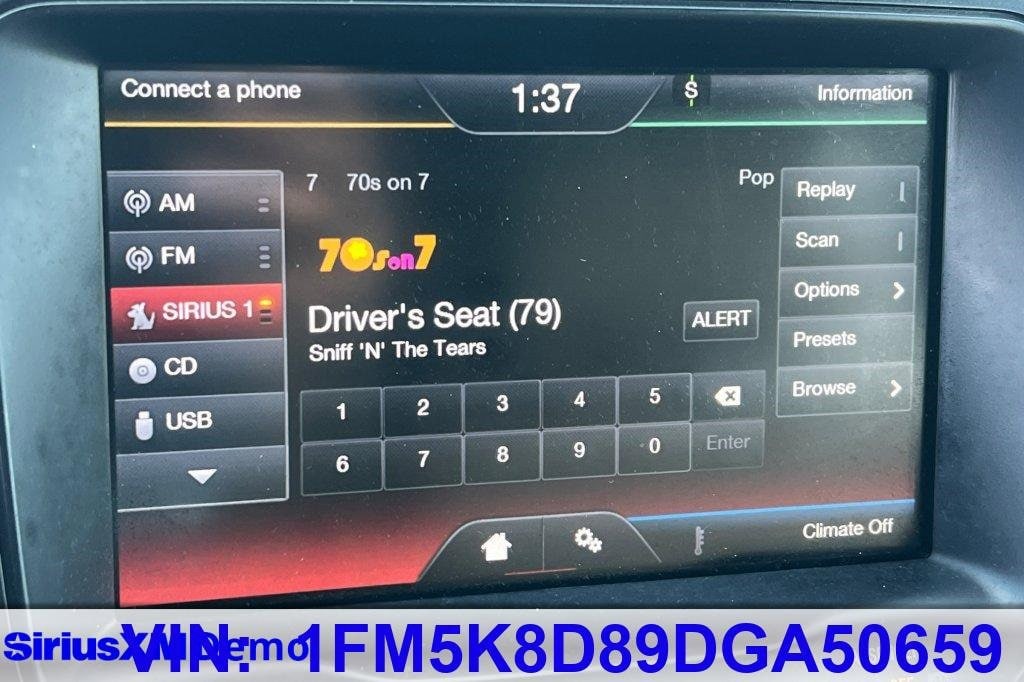 Connect a phone
1:37
S
Information
AM
FM
SIRIUS 1
CD
USB
7 70s on 7
Pop
70s on 7
Driver's Seat (79)
Sniff 'N' The Tears
ALERT
1 2 3 4 5
6 7 8 9 0 Enter
Replay
Scan
Options
Presets
Browse
Climate Off
SiriusXM Demo
VIN: 1FM5K8D89DGA50659